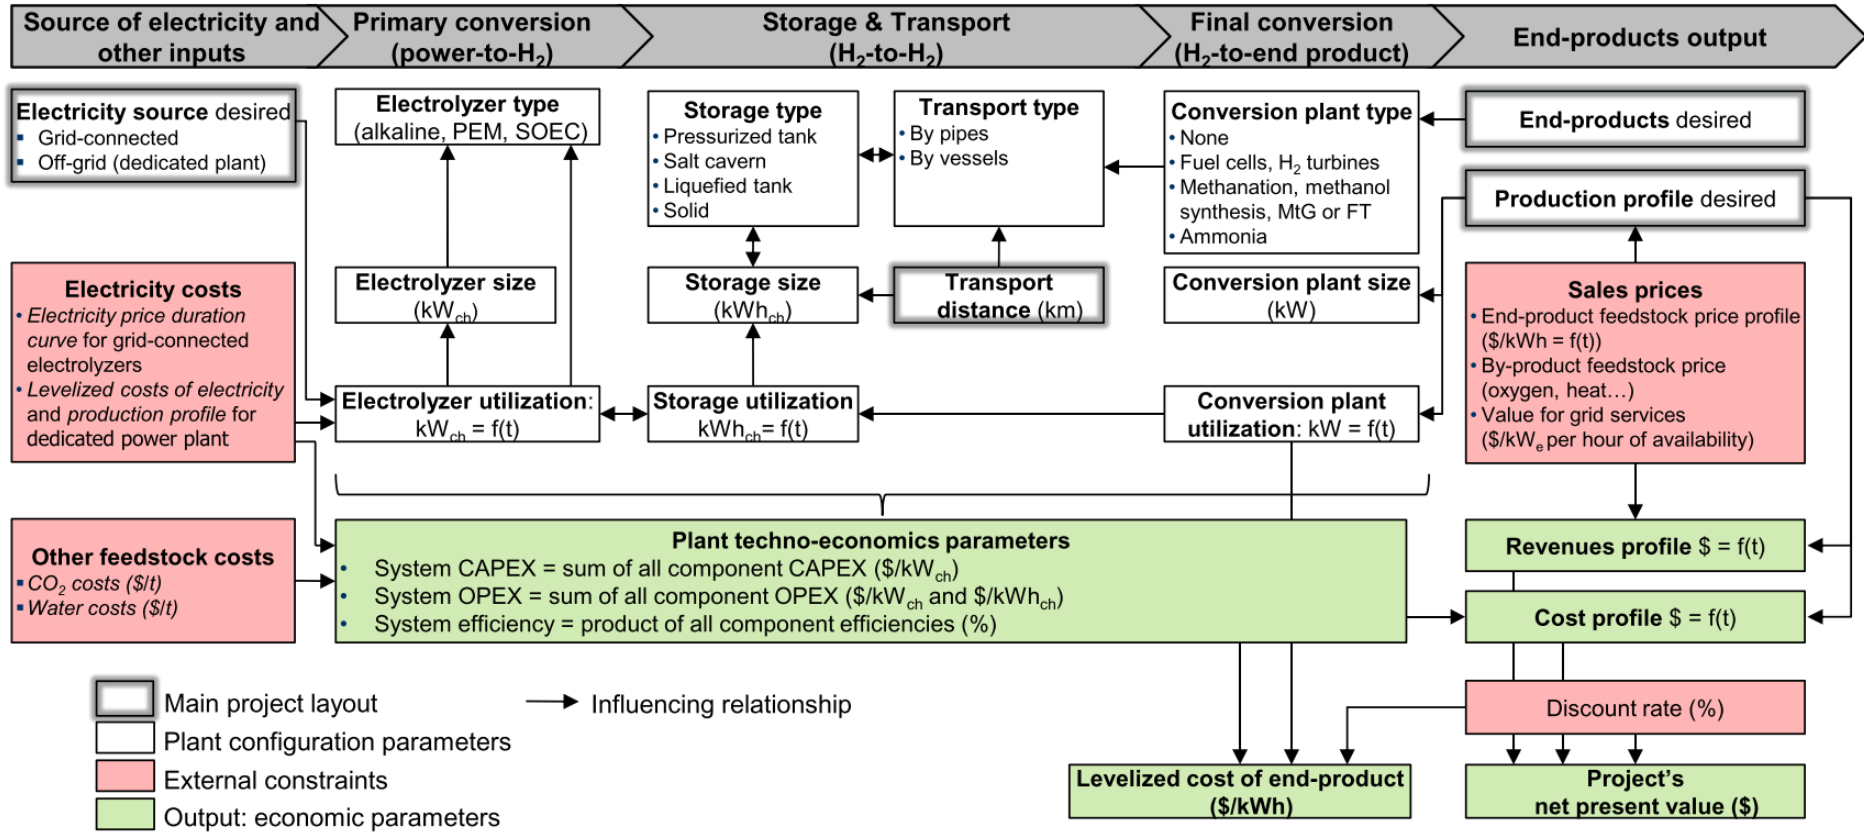 Source of electricity and
other inputs
Primary conversion
(power-to-H₂)
Storage & Transport
(H₂-to-H₂)
Final conversion
(H₂-to-end product)
End-products output
Electricity source desired
▪ Grid-connected
▪ Off-grid (dedicated plant)
Electricity costs
• Electricity price duration
curve for grid-connected
electrolyzers
• Levelized costs of electricity
and production profile for
dedicated power plant
Other feedstock costs
▪ CO₂ costs ($/t)
▪ Water costs ($/t)
Electrolyzer type
(alkaline, PEM, SOEC)
Electrolyzer size
(kW_ch)
Electrolyzer utilization:
kW_ch = f(t)
Storage type
• Pressurized tank
• Salt cavern
• Liquefied tank
• Solid
Transport type
• By pipes
• By vessels
Storage size
(kWh_ch)
Transport
distance (km)
Storage utilization
kWh_ch= f(t)
Conversion plant type
• None
• Fuel cells, H₂ turbines
• Methanation, methanol
synthesis, MtG or FT
• Ammonia
Conversion plant size
(kW)
Conversion plant
utilization: kW = f(t)
End-products desired
Production profile desired
Sales prices
• End-product feedstock price profile
($/kWh = f(t))
• By-product feedstock price
(oxygen, heat…)
• Value for grid services
($/kW_e per hour of availability)
Plant techno-economics parameters
• System CAPEX = sum of all component CAPEX ($/kW_ch)
• System OPEX = sum of all component OPEX ($/kW_ch and $/kWh_ch)
• System efficiency = product of all component efficiencies (%)
Revenues profile $ = f(t)
Cost profile $ = f(t)
Discount rate (%)
Levelized cost of end-product
($/kWh)
Project's
net present value ($)
Main project layout
Influencing relationship
Plant configuration parameters
External constraints
Output: economic parameters